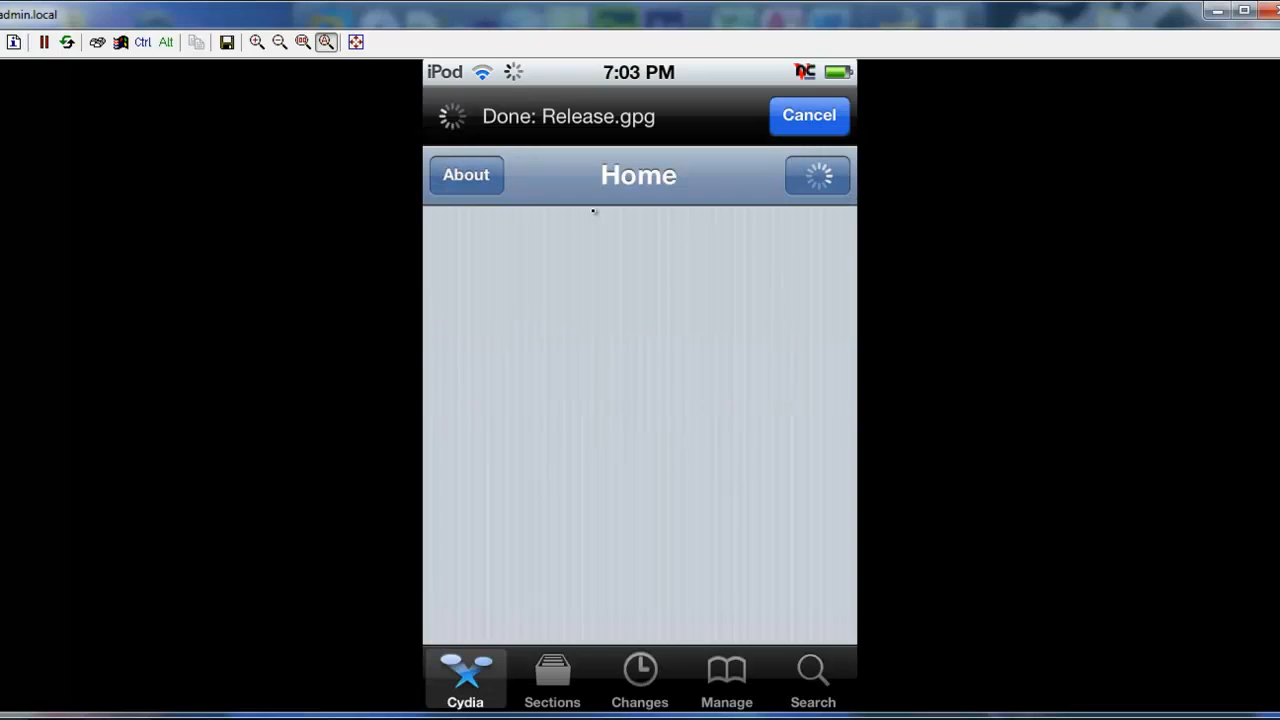 admin.local
Ctrl Alt
iPod 7:03 PM
Done: Release.gpg Cancel
About Home
Cydia Sections Changes Manage Search